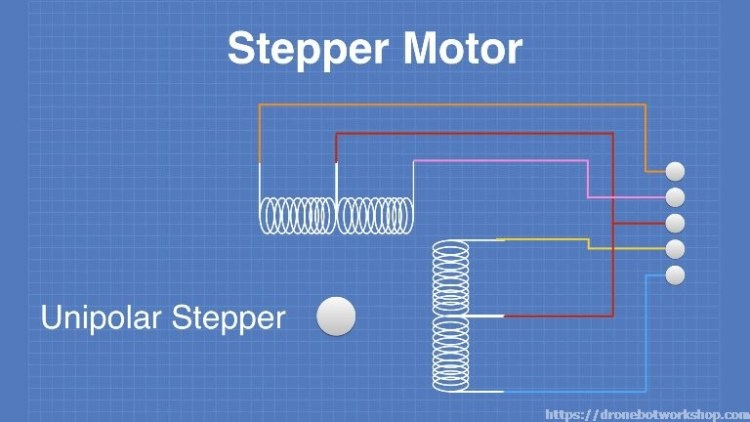 Stepper Motor
Unipolar Stepper
https://dronebotworkshop.com